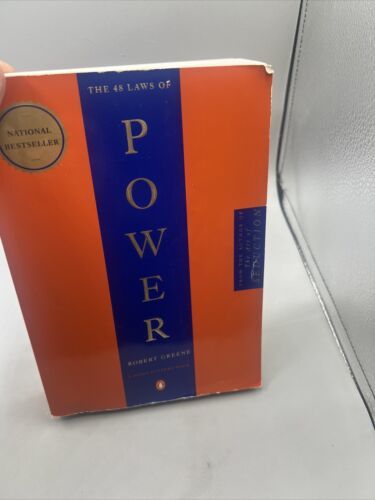 THE 48 LAWS OF
POWER
NATIONAL
BESTSELLER
FROM THE AUTHOR OF
The Art of
SEDUCTION
ROBERT GREENE